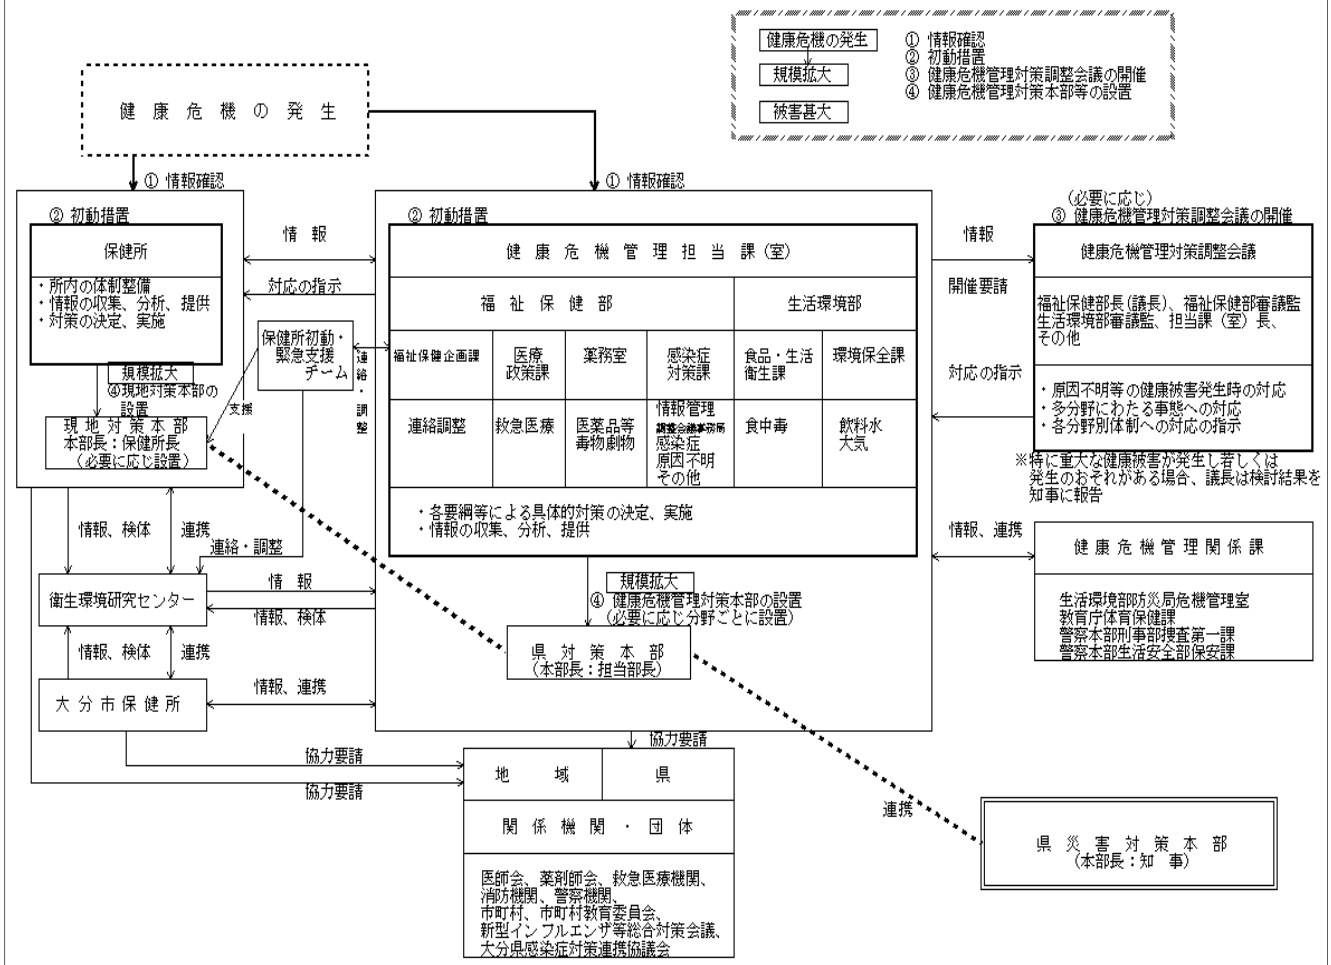 健康危機の発生
規模拡大
被害甚大
① 情報確認
② 初動措置
③ 健康危機管理対策調整会議の開催
④ 健康危機管理対策本部等の設置
健康危機の発生
① 情報確認
① 情報確認
② 初動措置
保健所
・所内の体制整備
・情報の収集、分析、提供
・対策の決定、実施
規模拡大
④現地対策本部の
設置
現地対策本部
本部長：保健所長
（必要に応じ設置）
情報
対応の指示
保健所初動・
緊急支援
チーム
支援
連絡・調整
② 初動措置
健康危機管理担当課（室）
福祉保健部
生活環境部
福祉保健企画課
医療
政策課
薬務室
感染症
対策課
食品・生活
衛生課
環境保全課
連絡調整
救急医療
医薬品等
毒物劇物
情報管理
調整会議事務局
感染症
原因不明
その他
食中毒
飲料水
大気
・各要綱等による具体的対策の決定、実施
・情報の収集、分析、提供
情報
開催要請
対応の指示
（必要に応じ）
③ 健康危機管理対策調整会議の開催
健康危機管理対策調整会議
福祉保健部長（議長）、福祉保健部審議監
生活環境部審議監、担当課（室）長、
その他
・原因不明等の健康被害発生時の対応
・多分野にわたる事態への対応
・各分野別体制への対応の指示
※特に重大な健康被害が発生し若しくは
発生のおそれがある場合、議長は検討結果を
知事に報告
情報、連携
健康危機管理関係課
生活環境部防災局危機管理室
教育庁体育保健課
警察本部刑事部捜査第一課
警察本部生活安全部保安課
情報、検体
連携
連絡・調整
衛生環境研究センター
情報
情報、検体
情報、検体
連携
大分市保健所
情報、連携
規模拡大
④ 健康危機管理対策本部の設置
（必要に応じ分野ごとに設置）
県対策本部
（本部長：担当部長）
協力要請
協力要請
協力要請
地域
県
関係機関・団体
医師会、薬剤師会、救急医療機関、
消防機関、警察機関、
市町村、市町村教育委員会、
新型インフルエンザ等総合対策会議、
大分県感染症対策連携協議会
連携
県災害対策本部
（本部長：知事）